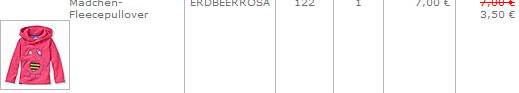 Mädchen- ERDBEERROSA 122 1 7,00 € 7,00 €
Fleecepullover 3,50 €